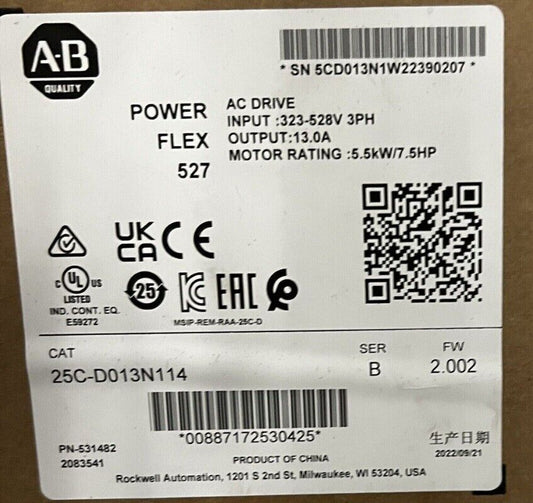 A-B
QUALITY
* SN 5CD013N1W22390207 *
POWER
FLEX
527
AC DRIVE
INPUT :323-528V 3PH
OUTPUT:13.0A
MOTOR RATING :5.5kW/7.5HP
UK
CA
CE
C UL US
LISTED
IND. CONT. EQ.
E59272
25
KC
EAC
MSIP-REM-RAA-25C-D
CAT
25C-D013N114
SER
B
FW
2.002
*00887172530425*
PN-531482
2083541
PRODUCT OF CHINA
Rockwell Automation, 1201 S 2nd St, Milwaukee, WI 53204, USA
生产日期
2022/09/21